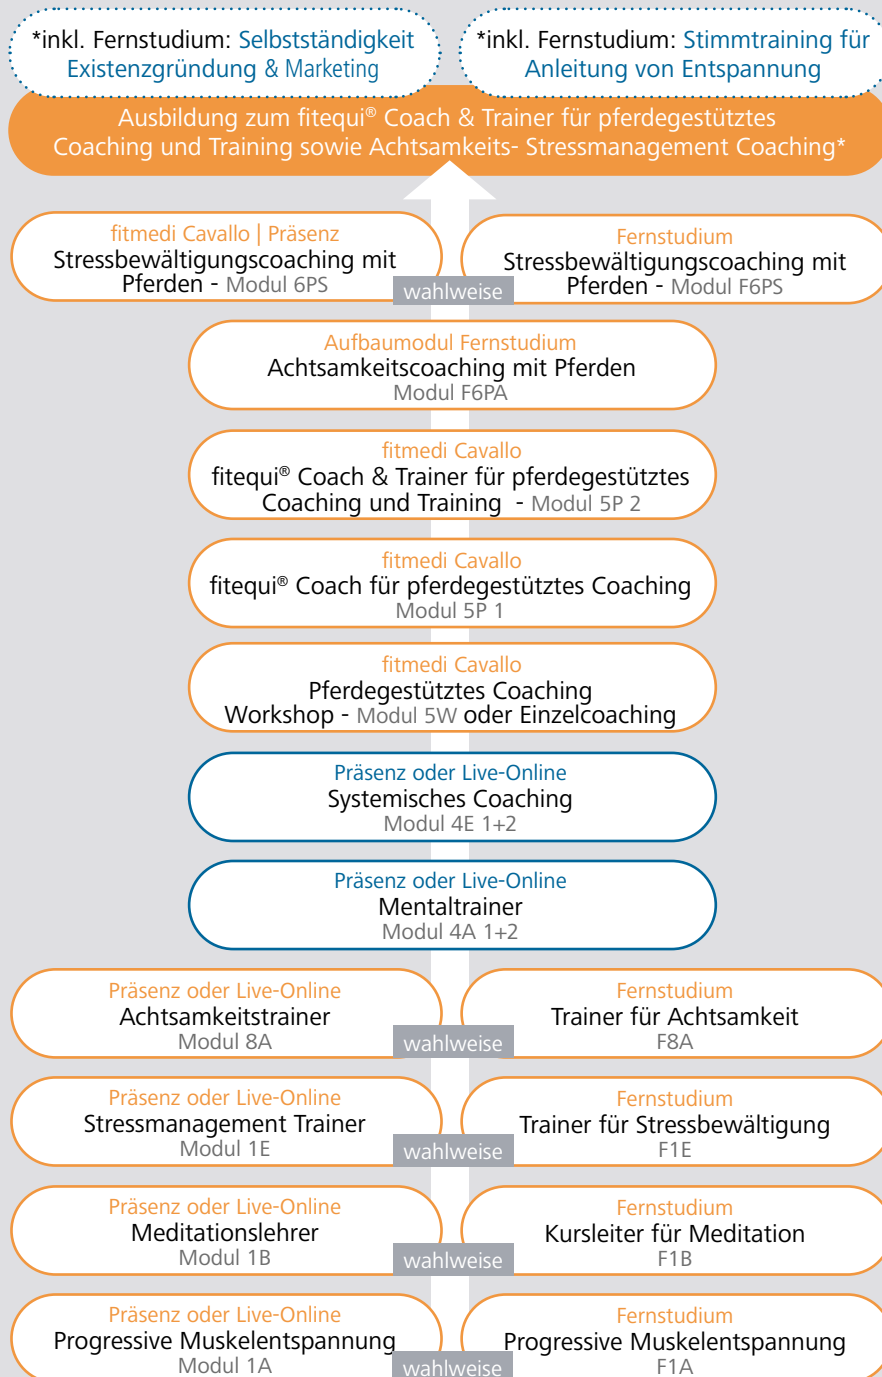 *inkl. Fernstudium: Selbstständigkeit
Existenzgründung & Marketing
*inkl. Fernstudium: Stimmtraining für
Anleitung von Entspannung
Ausbildung zum fitequi® Coach & Trainer für pferdegestütztes
Coaching und Training sowie Achtsamkeits- Stressmanagement Coaching*
fitmedi Cavallo | Präsenz
Stressbewältigungscoaching mit
Pferden - Modul 6PS
wahlweise
Fernstudium
Stressbewältigungscoaching mit
Pferden - Modul F6PS
Aufbaumodul Fernstudium
Achtsamkeitscoaching mit Pferden
Modul F6PA
fitmedi Cavallo
fitequi® Coach & Trainer für pferdegestütztes
Coaching und Training - Modul 5P 2
fitmedi Cavallo
fitequi® Coach für pferdegestütztes Coaching
Modul 5P 1
fitmedi Cavallo
Pferdegestütztes Coaching
Workshop - Modul 5W oder Einzelcoaching
Präsenz oder Live-Online
Systemisches Coaching
Modul 4E 1+2
Präsenz oder Live-Online
Mentaltrainer
Modul 4A 1+2
Präsenz oder Live-Online
Achtsamkeitstrainer
Modul 8A
wahlweise
Fernstudium
Trainer für Achtsamkeit
F8A
Präsenz oder Live-Online
Stressmanagement Trainer
Modul 1E
wahlweise
Fernstudium
Trainer für Stressbewältigung
F1E
Präsenz oder Live-Online
Meditationslehrer
Modul 1B
wahlweise
Fernstudium
Kursleiter für Meditation
F1B
Präsenz oder Live-Online
Progressive Muskelentspannung
Modul 1A
wahlweise
Fernstudium
Progressive Muskelentspannung
F1A